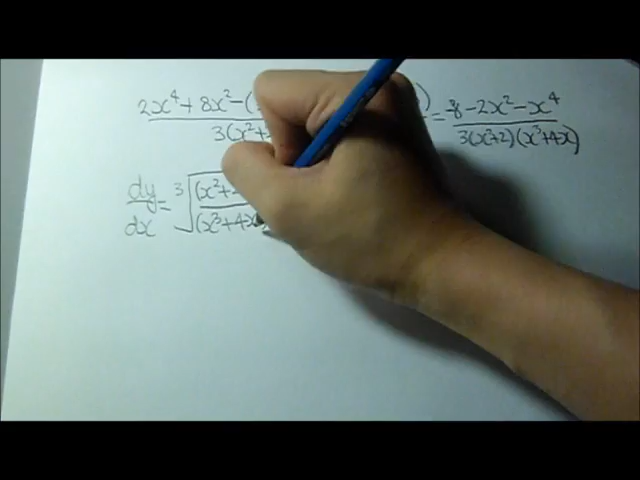 2x⁴ + 8x² - ( ) = 8 - 2x² - x⁴
3(x²+ 3(x²+2)(x³+4x)
dy = ³√ (x²+
dx (x³+4x